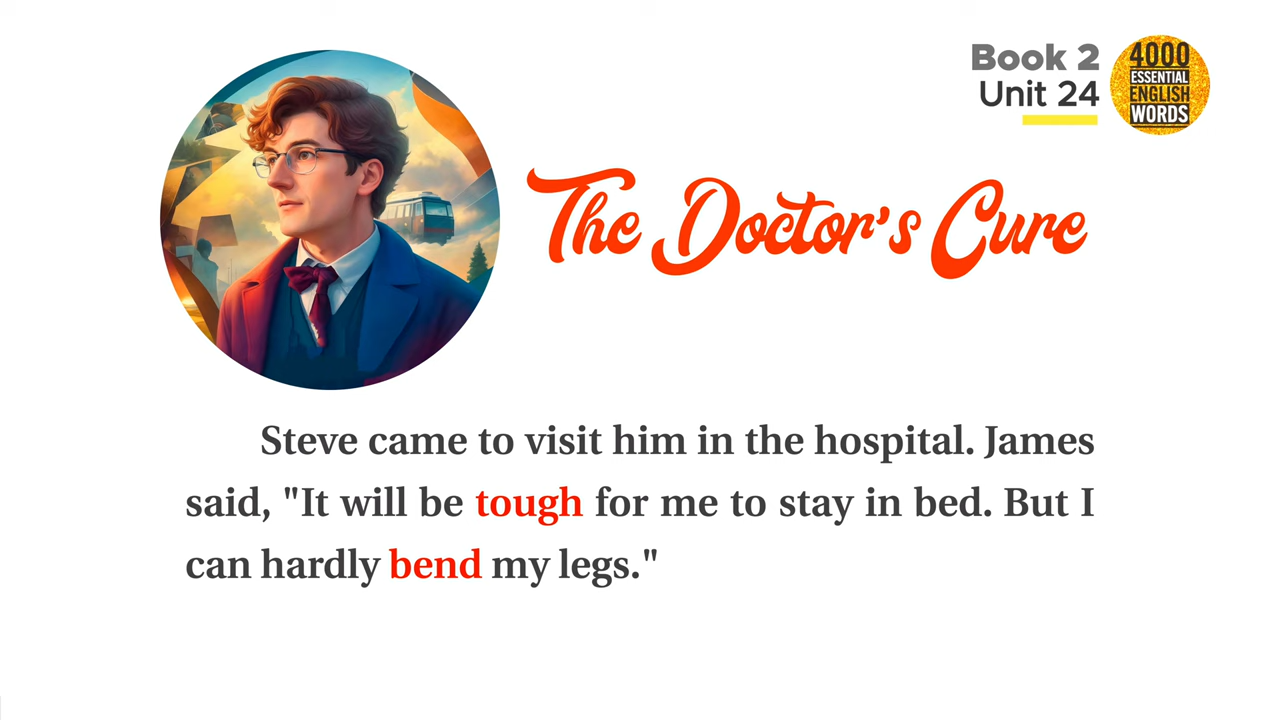 Book 2
Unit 24
4000
ESSENTIAL
ENGLISH
WORDS
The Doctor's Cure
Steve came to visit him in the hospital. James
said, "It will be tough for me to stay in bed. But I
can hardly bend my legs."